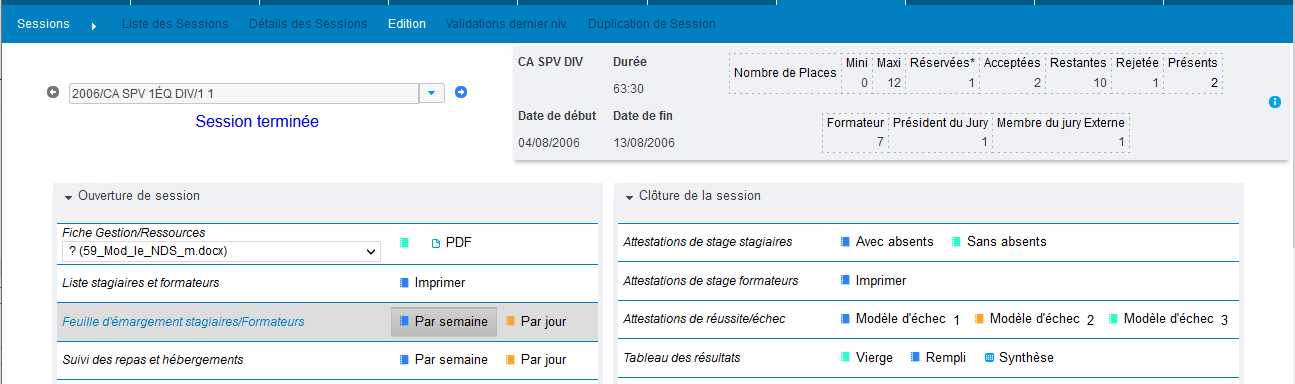 Sessions Liste des Sessions Détails des Sessions Edition Validations dernier niv. Duplication de Session
2006/CA SPV 1ÉQ DIV/1 1
Session terminée
CA SPV DIV Durée
63:30
Date de début Date de fin
04/08/2006 13/08/2006
Mini Maxi Réservées* Acceptées Restantes Rejetée Présents
Nombre de Places 0 12 1 2 10 1 2
Formateur Président du Jury Membre du jury Externe
7 1 1
Ouverture de session
Fiche Gestion/Ressources
? (59_Mod_le_NDS_m.docx) PDF
Liste stagiaires et formateurs Imprimer
Feuille d'émargement stagiaires/Formateurs Par semaine Par jour
Suivi des repas et hébergements Par semaine Par jour
Clôture de la session
Attestations de stage stagiaires Avec absents Sans absents
Attestations de stage formateurs Imprimer
Attestations de réussite/échec Modèle d'échec 1 Modèle d'échec 2 Modèle d'échec 3
Tableau des résultats Vierge Rempli Synthèse